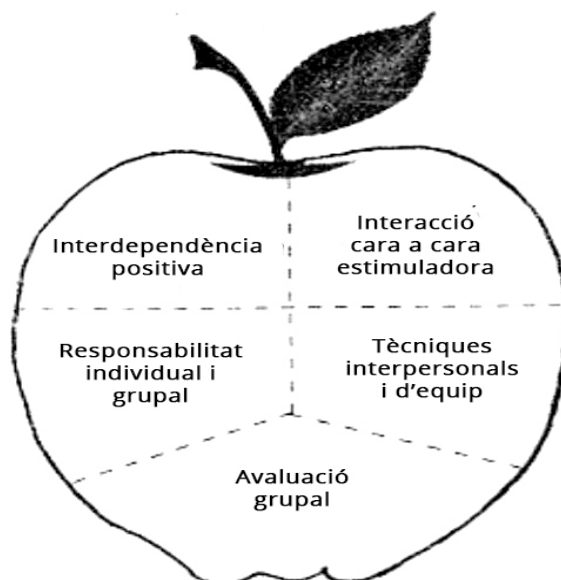 Interdependència
positiva
Interacció
cara a cara
estimuladora
Responsabilitat
individual i
grupal
Tècniques
interpersonals
i d’equip
Avaluació
grupal